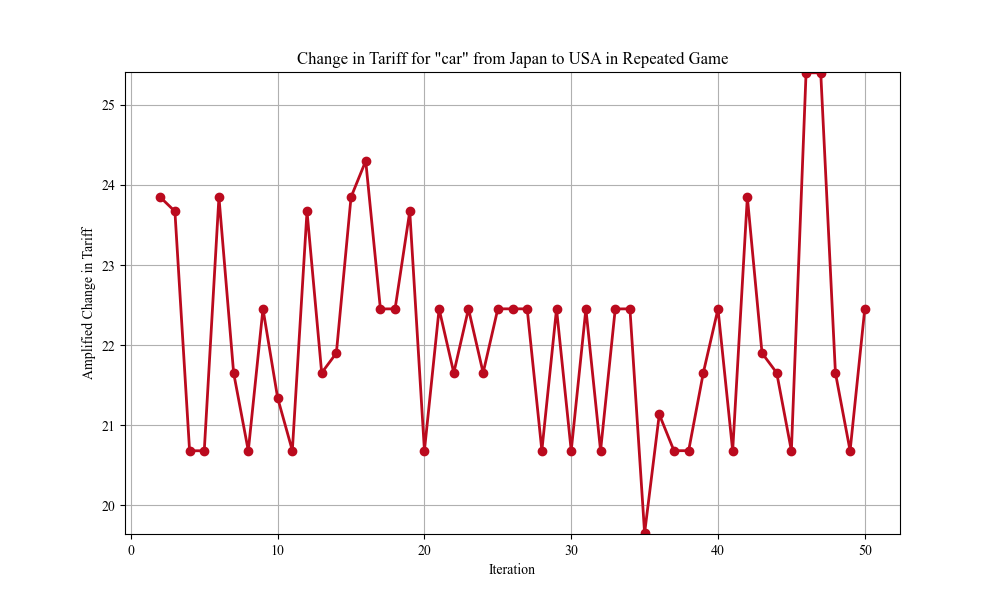 Change in Tariff for "car" from Japan to USA in Repeated Game
Amplified Change in Tariff
25
24
23
22
21
20
0 10 20 30 40 50
Iteration